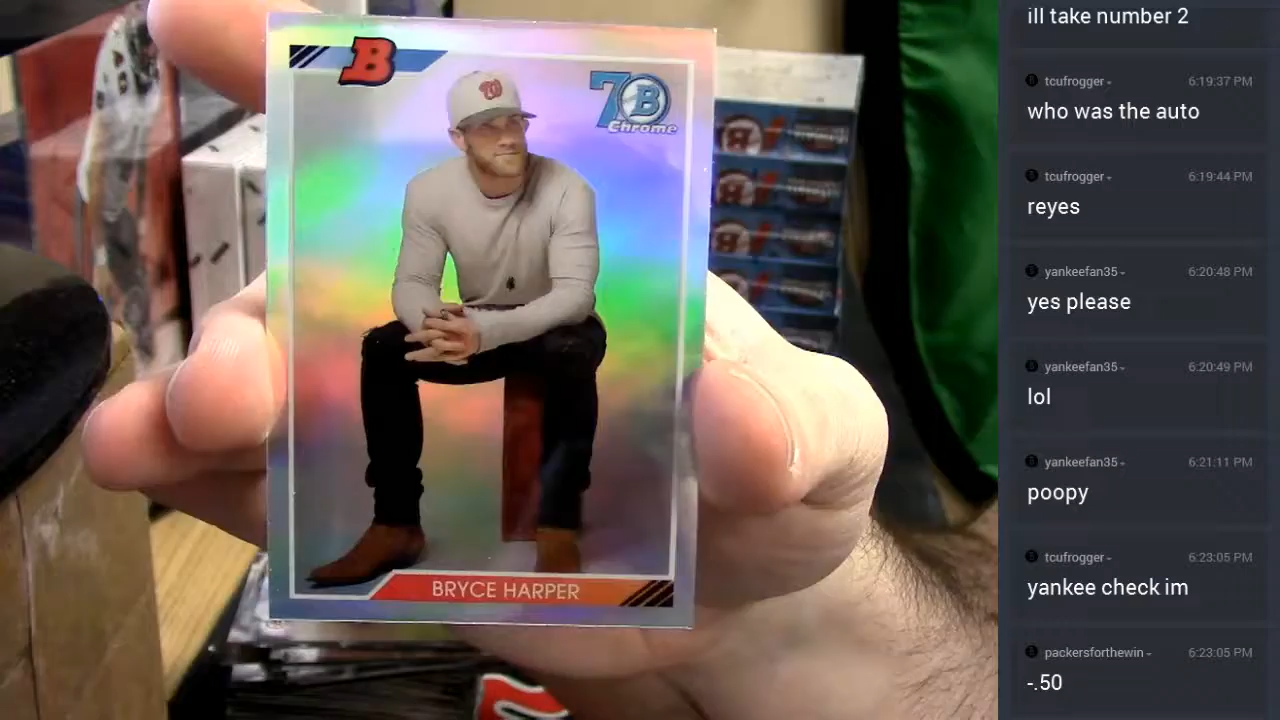 B
7
B
Chrome
W
BRYCE HARPER
ill take number 2
tcufrogger 6:19:37 PM
who was the auto
tcufrogger 6:19:44 PM
reyes
yankeefan35 6:20:48 PM
yes please
yankeefan35 6:20:49 PM
lol
yankeefan35 6:21:11 PM
poopy
tcufrogger 6:23:05 PM
yankee check im
packersforthewin 6:23:05 PM
-.50